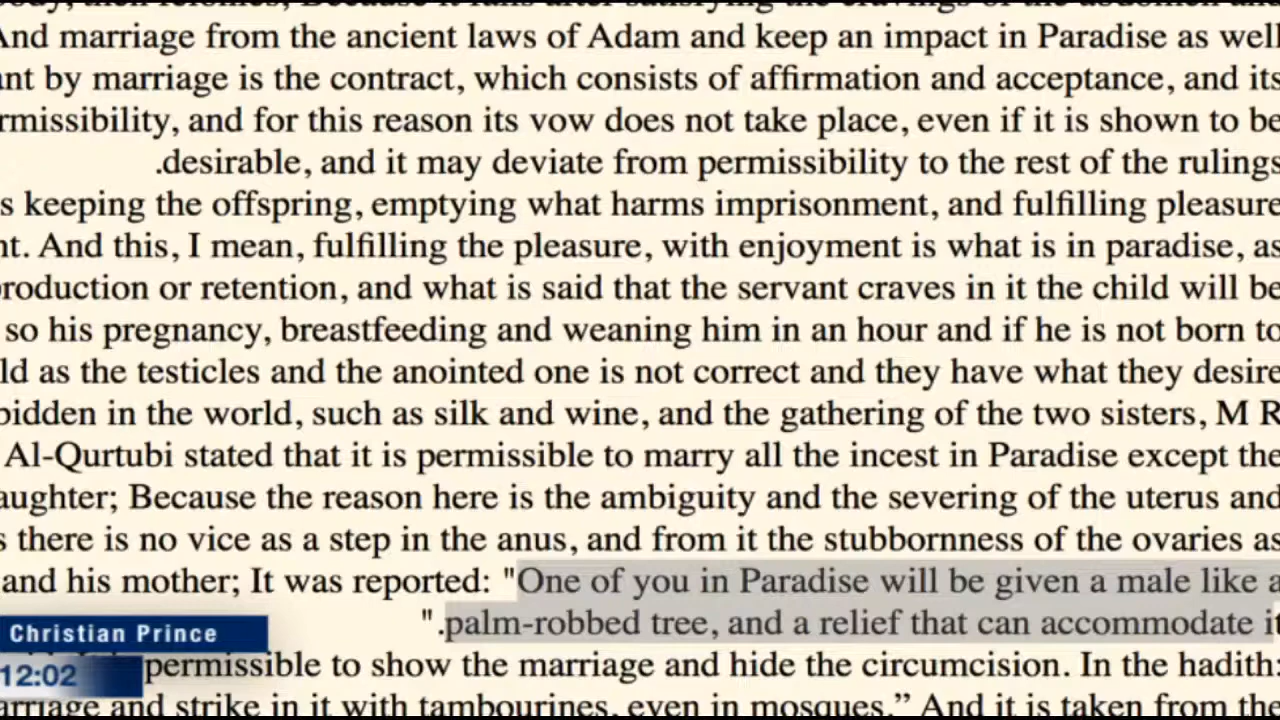 And marriage from the ancient laws of Adam and keep an impact in Paradise as well
nt by marriage is the contract, which consists of affirmation and acceptance, and its
rmissibility, and for this reason its vow does not take place, even if it is shown to be
.desirable, and it may deviate from permissibility to the rest of the rulings
s keeping the offspring, emptying what harms imprisonment, and fulfilling pleasure
nt. And this, I mean, fulfilling the pleasure, with enjoyment is what is in paradise, as
roduction or retention, and what is said that the servant craves in it the child will be
so his pregnancy, breastfeeding and weaning him in an hour and if he is not born to
ld as the testicles and the anointed one is not correct and they have what they desire
bidden in the world, such as silk and wine, and the gathering of the two sisters, M R
Al-Qurtubi stated that it is permissible to marry all the incest in Paradise except the
aughter; Because the reason here is the ambiguity and the severing of the uterus and
s there is no vice as a step in the anus, and from it the stubbornness of the ovaries as
and his mother; It was reported: "One of you in Paradise will be given a male like a
".palm-robbed tree, and a relief that can accommodate it
Christian Prince
permissible to show the marriage and hide the circumcision. In the hadith:
12:02
arriage and strike in it with tambourines, even in mosques.” And it is taken from the